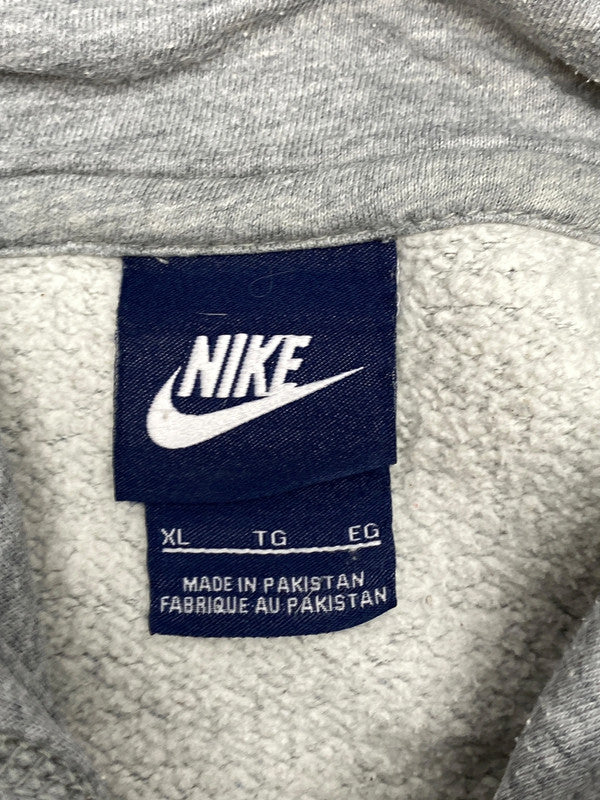 NIKE
XL TG EG
MADE IN PAKISTAN
FABRIQUE AU PAKISTAN